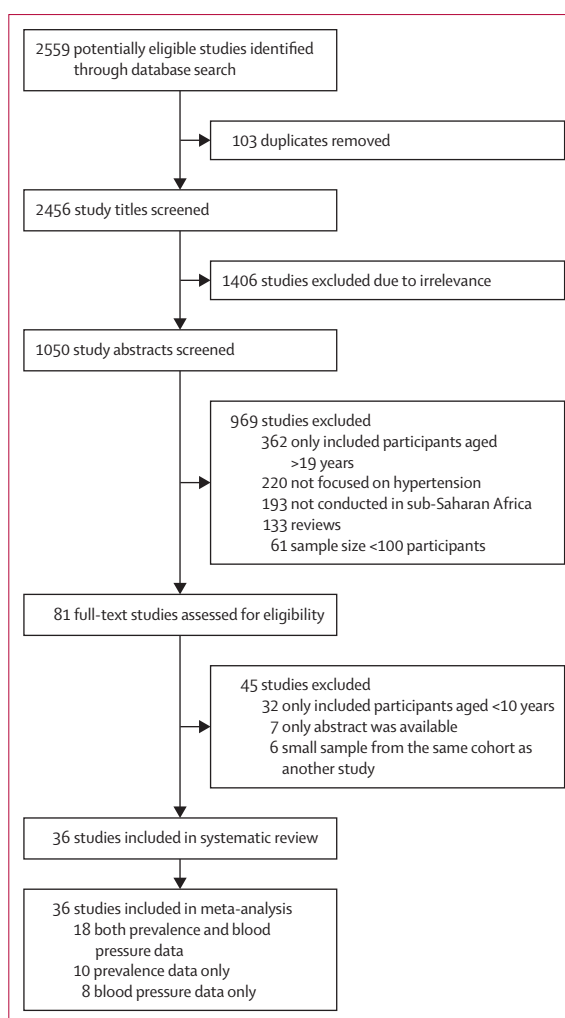 2559 potentially eligible studies identified
through database search
103 duplicates removed
2456 study titles screened
1406 studies excluded due to irrelevance
1050 study abstracts screened
969 studies excluded
362 only included participants aged
>19 years
220 not focused on hypertension
193 not conducted in sub-Saharan Africa
133 reviews
61 sample size <100 participants
81 full-text studies assessed for eligibility
45 studies excluded
32 only included participants aged <10 years
7 only abstract was available
6 small sample from the same cohort as
another study
36 studies included in systematic review
36 studies included in meta-analysis
18 both prevalence and blood
pressure data
10 prevalence data only
8 blood pressure data only